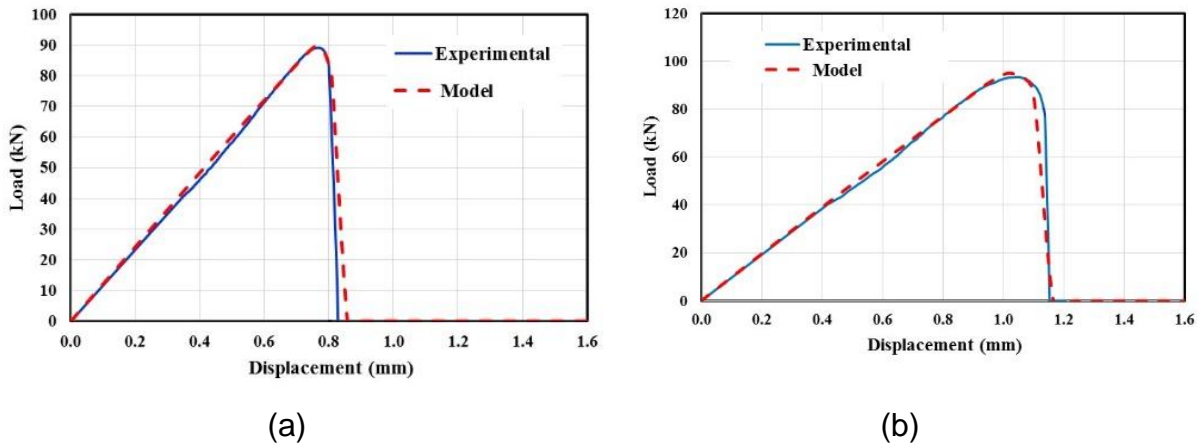 100
90
80
70
60
50
40
30
20
10
0
Load (kN)
Experimental
Model
0.0 0.2 0.4 0.6 0.8 1.0 1.2 1.4 1.6
Displacement (mm)
(a)
120
100
80
60
40
20
0
Load (kN)
Experimental
Model
0.0 0.2 0.4 0.6 0.8 1.0 1.2 1.4 1.6
Displacement (mm)
(b)